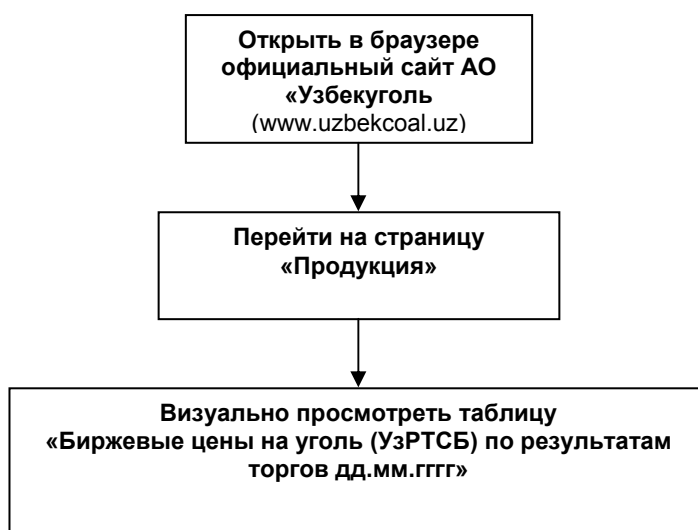 Открыть в браузере
официальный сайт АО
«Узбекуголь
(www.uzbekcoal.uz)
Перейти на страницу
«Продукция»
Визуально просмотреть таблицу
«Биржевые цены на уголь (УзРТСБ) по результатам
торгов дд.мм.гггг»